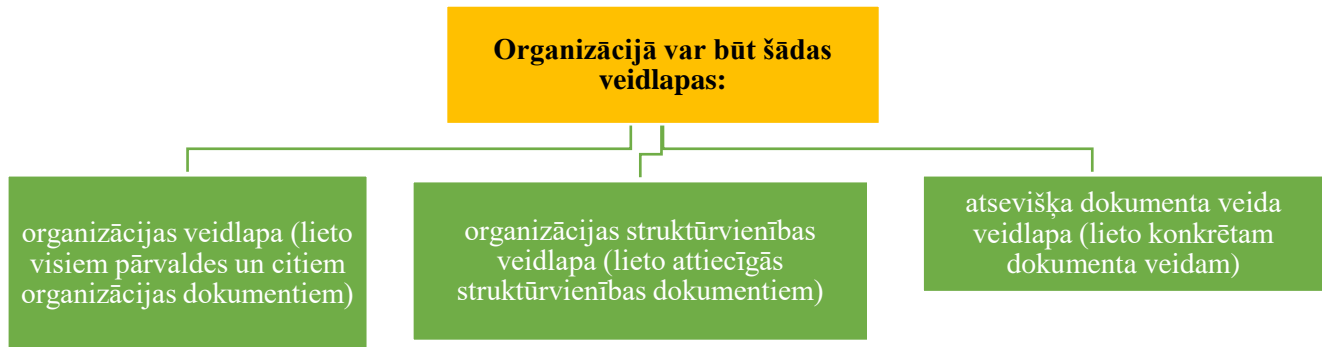 Organizācijā var būt šādas
veidlapas:
organizācijas veidlapa (lieto
visiem pārvaldes un citiem
organizācijas dokumentiem)
organizācijas struktūrvienības
veidlapa (lieto attiecīgās
struktūrvienības dokumentiem)
atsevišķa dokumenta veida
veidlapa (lieto konkrētam
dokumenta veidam)